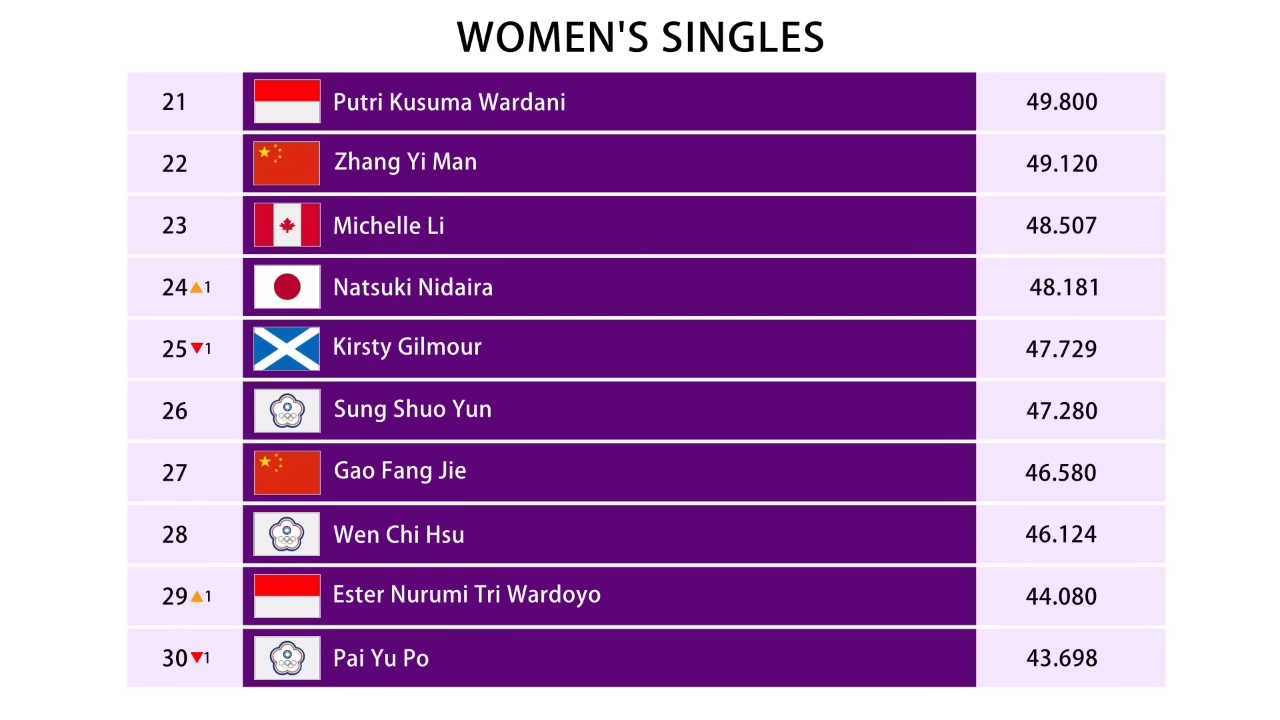 WOMEN'S SINGLES
21 Putri Kusuma Wardani 49.800
22 Zhang Yi Man 49.120
23 Michelle Li 48.507
24 ▲1 Natsuki Nidaira 48.181
25 ▼1 Kirsty Gilmour 47.729
26 Sung Shuo Yun 47.280
27 Gao Fang Jie 46.580
28 Wen Chi Hsu 46.124
29 ▲1 Ester Nurumi Tri Wardoyo 44.080
30 ▼1 Pai Yu Po 43.698